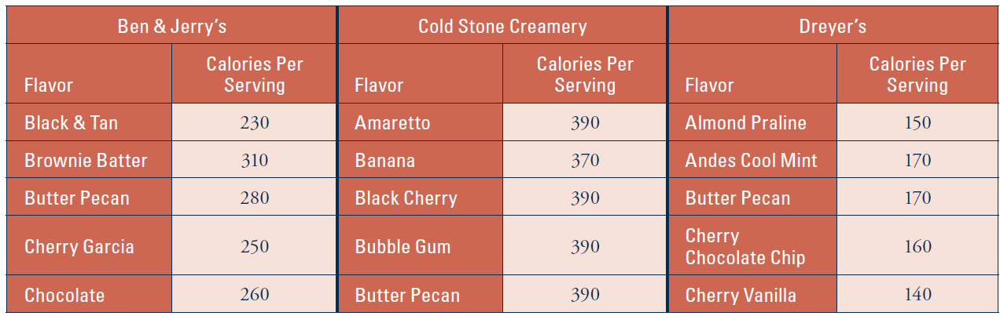 Ben & Jerry's Cold Stone Creamery Dreyer's
Flavor Calories Per Serving Flavor Calories Per Serving Flavor Calories Per Serving
Black & Tan 230 Amaretto 390 Almond Praline 150
Brownie Batter 310 Banana 370 Andes Cool Mint 170
Butter Pecan 280 Black Cherry 390 Butter Pecan 170
Cherry Garcia 250 Bubble Gum 390 Cherry Chocolate Chip 160
Chocolate 260 Butter Pecan 390 Cherry Vanilla 140